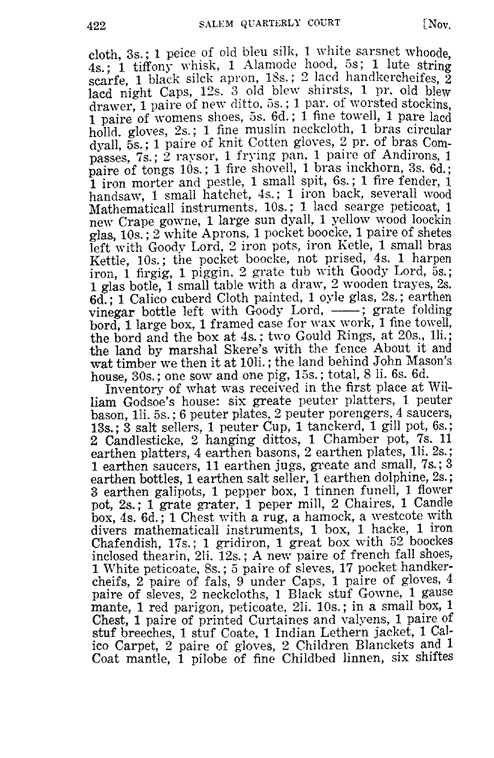 422 SALEM QUARTERLY COURT [Nov.
cloth, 3s.; 1 peice of old bleu silk, 1 white sarsnet whoode,
4s.; 1 tiffony whisk, 1 Alamode hood, 5s; 1 lute string
scarfe, 1 black silck apron, 18s.; 2 lacd handkercheifes, 2
lacd night Caps, 12s. 3 old blew shirsts, 1 pr. old blew
drawer, 1 paire of new ditto, 5s.; 1 par. of worsted stockins,
1 paire of womens shoes, 5s. 6d.; 1 fine towell, 1 pare lacd
holld. gloves, 2s.; 1 fine muslin neckcloth, 1 bras circular
dyall, 5s.; 1 paire of knit Cotten gloves, 2 pr. of bras Com-
passes, 7s.; 2 raysor, 1 frying pan, 1 paire of Andirons, 1
paire of tongs 10s.; 1 fire shovell, 1 bras inckhorn, 3s. 6d.;
1 iron morter and pestle, 1 small spit, 6s.; 1 fire fender, 1
handsaw, 1 small hatchet, 4s.; 1 iron back, severall wood
Mathematicall instruments, 10s.; 1 lacd searge peticoat, 1
new Crape gowne, 1 large sun dyall, 1 yellow wood loockin
glas, 10s.; 2 white Aprons, 1 pocket boocke, 1 paire of shetes
left with Goody Lord, 2 iron pots, iron Ketle, 1 small bras
Kettle, 10s.; the pocket boocke, not prised, 4s. 1 harpen
iron, 1 firgig, 1 piggin, 2 grate tub with Goody Lord, 5s.;
1 glas botle, 1 small table with a draw, 2 wooden trayes, 2s.
6d.; 1 Calico cuberd Cloth painted, 1 oyle glas, 2s.; earthen
vinegar bottle left with Goody Lord, ——; grate folding
bord, 1 large box, 1 framed case for wax work, 1 fine towell,
the bord and the box at 4s.; two Gould Rings, at 20s., 1li.;
the land by marshal Skere's with the fence About it and
wat timber we then it at 10li.; the land behind John Mason's
house, 30s.; one sow and one pig, 15s.; total, 8 li. 6s. 6d.
Inventory of what was received in the first place at Wil-
liam Godsoe's house: six greate peuter platters, 1 peuter
bason, 1li. 5s.; 6 peuter plates, 2 peuter porengers, 4 saucers,
13s.; 3 salt sellers, 1 peuter Cup, 1 tanckerd, 1 gill pot, 6s.;
2 Candlesticke, 2 hanging dittos, 1 Chamber pot, 7s. 11
earthen platters, 4 earthen basons, 2 earthen plates, 1li. 2s.;
1 earthen saucers, 11 earthen jugs, greate and small, 7s.; 3
earthen bottles, 1 earthen salt seller, 1 earthen dolphine, 2s.;
3 earthen galipots, 1 pepper box, 1 tinnen funell, 1 flower
pot, 2s.; 1 grate grater, 1 peper mill, 2 Chaires, 1 Candle
box, 4s. 6d.; 1 Chest with a rug, a hamock, a westcote with
divers mathematicall instruments, 1 box, 1 hacke, 1 iron
Chafendish, 17s.; 1 gridiron, 1 great box with 52 boockes
inclosed thearin, 2li. 12s.; A new paire of french fall shoes,
1 White peticoate, 8s.; 5 paire of sleves, 17 pocket handker-
cheifs, 2 paire of fals, 9 under Caps, 1 paire of gloves, 4
paire of sleves, 2 neckcloths, 1 Black stuf Gowne, 1 gause
mante, 1 red parigon, peticoate, 2li. 10s.; in a small box, 1
Chest, 1 paire of printed Curtaines and valyens, 1 paire of
stuf breeches, 1 stuf Coate, 1 Indian Lethern jacket, 1 Cal-
ico Carpet, 2 paire of gloves, 2 Children Blanckets and 1
Coat mantle, 1 pilobe of fine Childbed linnen, six shiftes